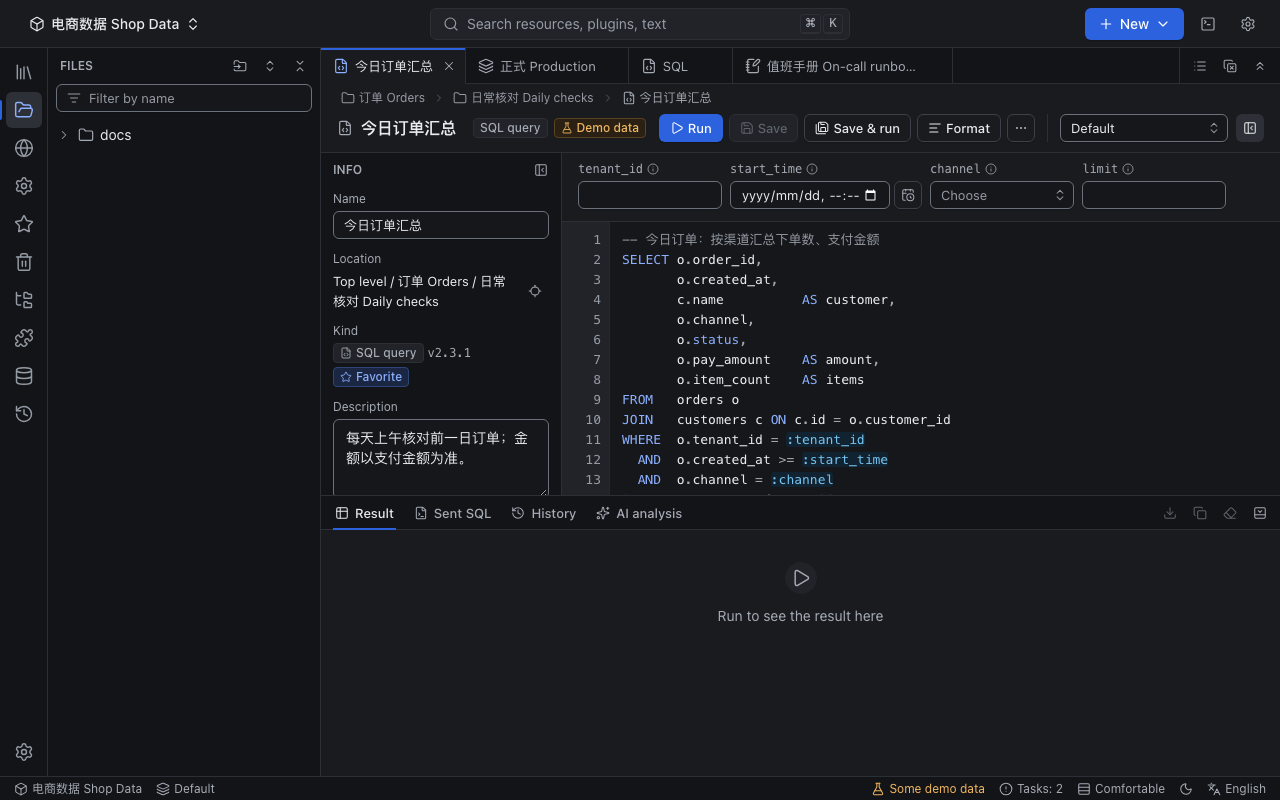 电商数据 Shop Data
Search resources, plugins, text
⌘ K
New
FILES
Filter by name
docs
今日订单汇总
正式 Production
SQL
值班手册 On-call runbo...
订单 Orders
日常核对 Daily checks
今日订单汇总
今日订单汇总
SQL query
Demo data
Run
Save
Save & run
Format
Default
INFO
Name
今日订单汇总
Location
Top level / 订单 Orders / 日常
核对 Daily checks
Kind
SQL query v2.3.1
Favorite
Description
每天上午核对前一日订单；金
额以支付金额为准。
tenant_id
start_time
channel
limit
yyyy/mm/dd, --:--
Choose
1 -- 今日订单：按渠道汇总下单数、支付金额
2 SELECT o.order_id,
3 o.created_at,
4 c.name AS customer,
5 o.channel,
6 o.status,
7 o.pay_amount AS amount,
8 o.item_count AS items
9 FROM orders o
10 JOIN customers c ON c.id = o.customer_id
11 WHERE o.tenant_id = :tenant_id
12 AND o.created_at >= :start_time
13 AND o.channel = :channel
Result
Sent SQL
History
AI analysis
Run to see the result here
电商数据 Shop Data
Default
Some demo data
Tasks: 2
Comfortable
English